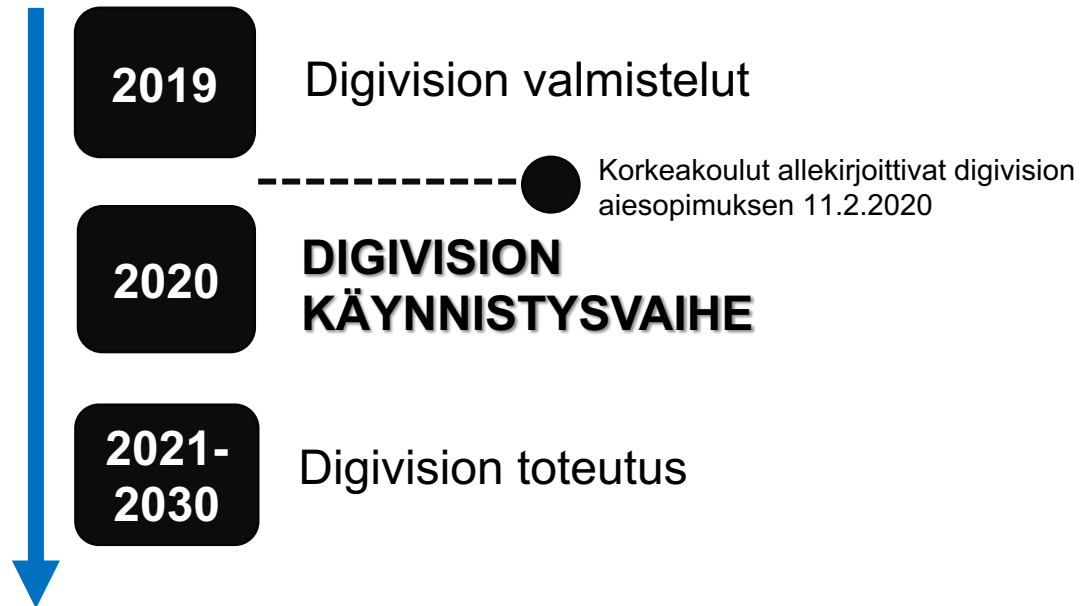 2019
Digivision valmistelut
Korkeakoulut allekirjoittivat digivision
aiesopimuksen 11.2.2020
2020
DIGIVISION
KÄYNNISTYSVAIHE
2021-
2030
Digivision toteutus